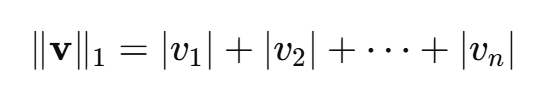 ‖𝐯‖₁ = |v₁| + |v₂| + ⋯ + |vₙ|